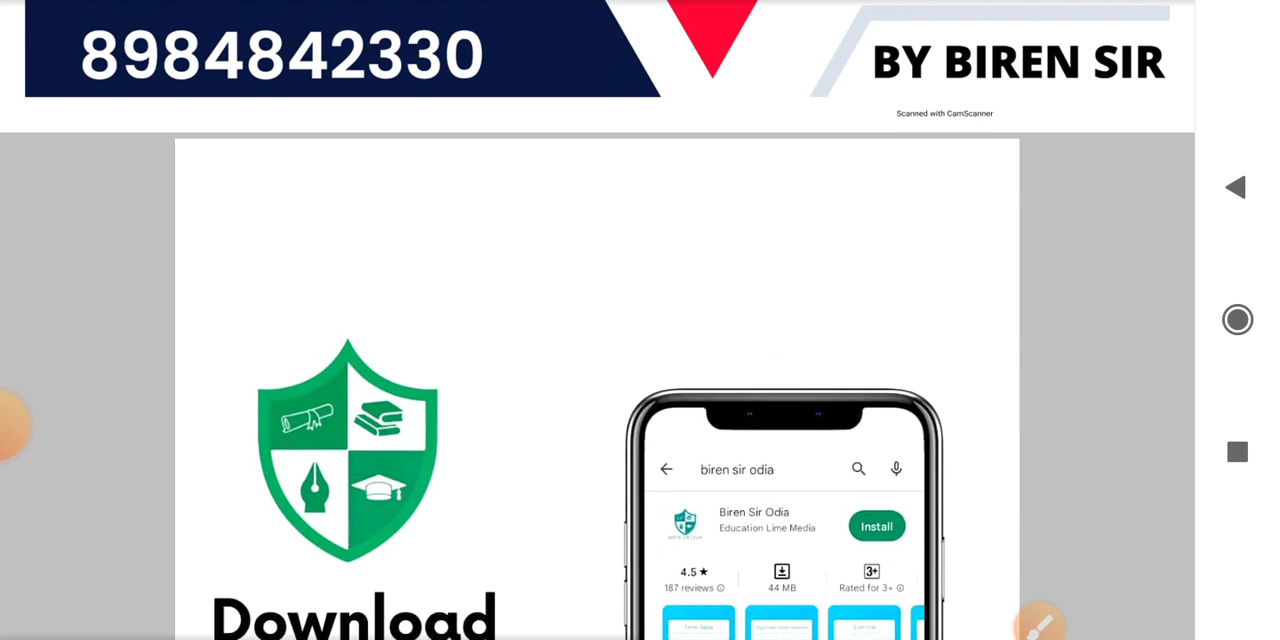 8984842330
BY BIREN SIR
Scanned with CamScanner
biren sir odia
Biren Sir Odia
Education Lime Media
Install
4.5★
187 reviews
44 MB
3+
Rated for 3+
Download